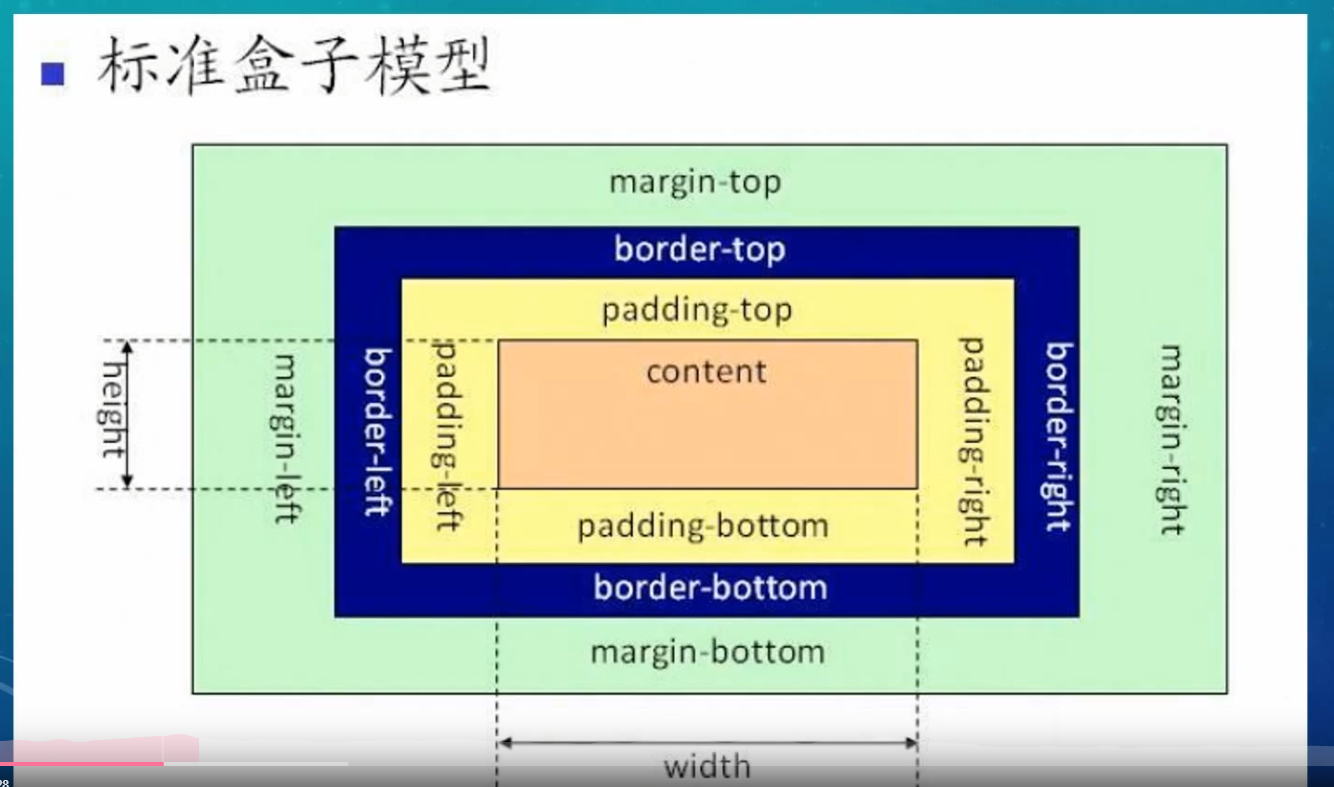 标准盒子模型
margin-top
border-top
padding-top
content
height
margin-left
border-left
padding-left
padding-right
border-right
margin-right
padding-bottom
border-bottom
margin-bottom
width
28